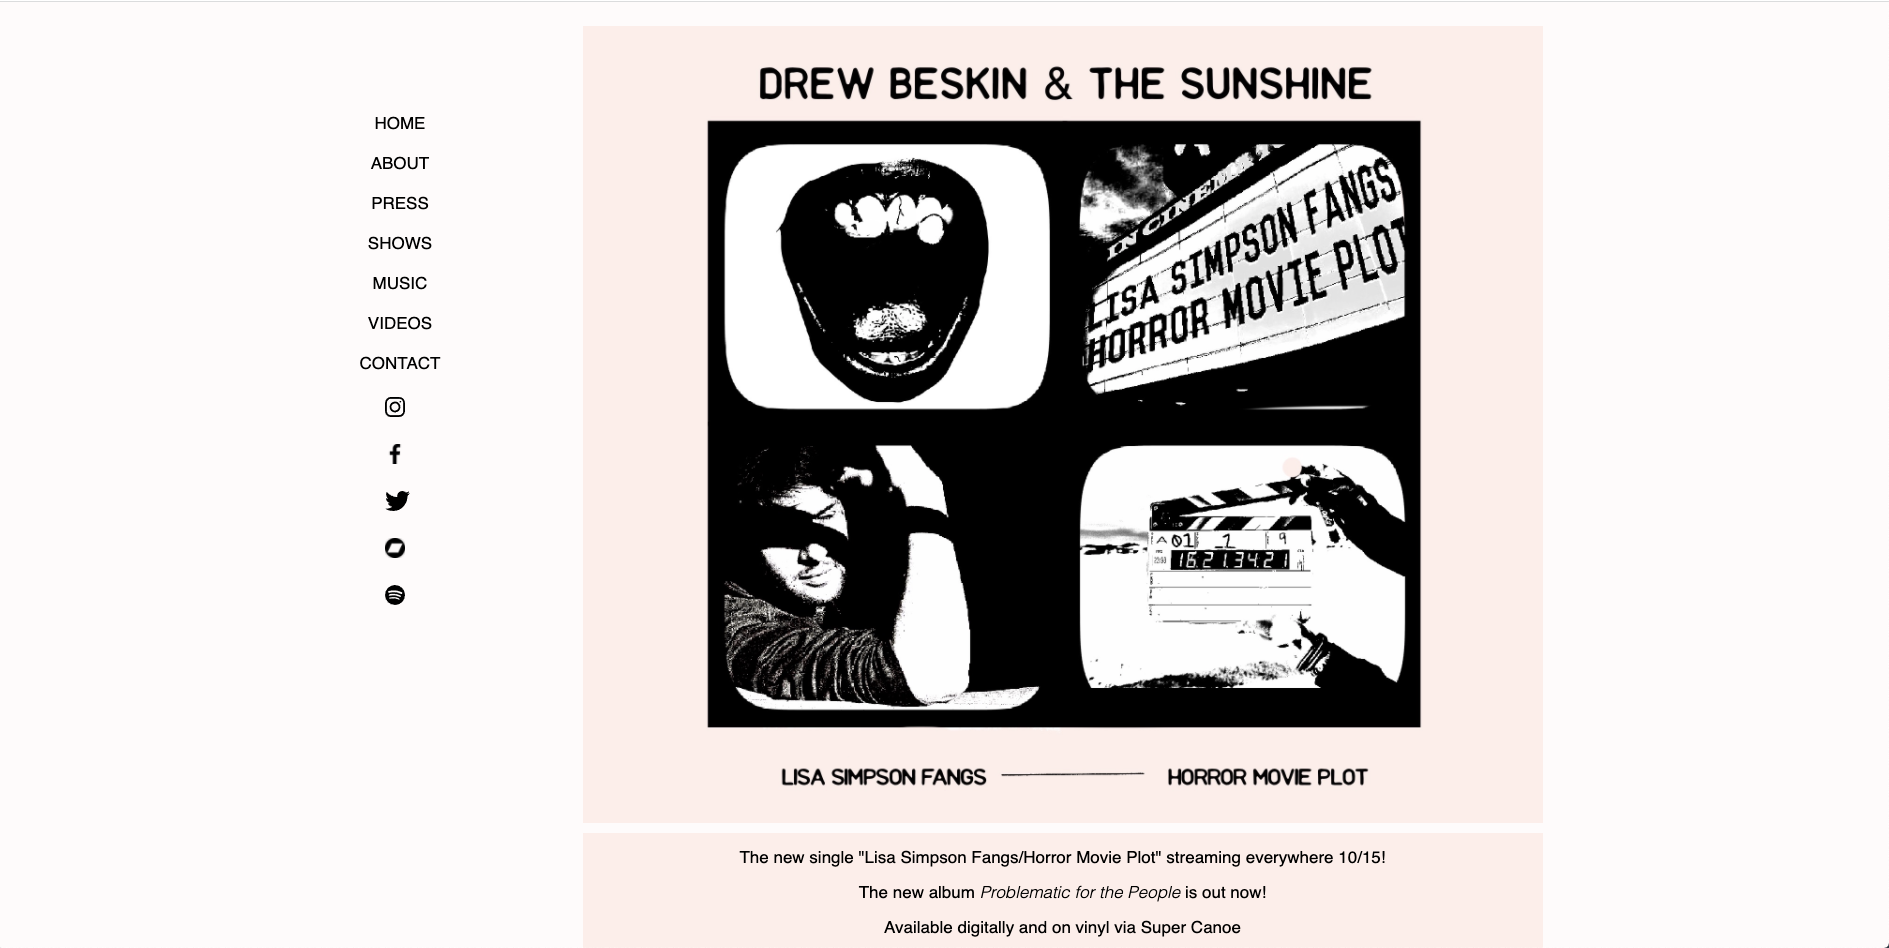 HOME
ABOUT
PRESS
SHOWS
MUSIC
VIDEOS
CONTACT
DREW BESKIN & THE SUNSHINE
IN CINEMA
LISA SIMPSON FANGS
HORROR MOVIE PLOT
A 01 1 9
16:21:34:21
LISA SIMPSON FANGS HORROR MOVIE PLOT
The new single "Lisa Simpson Fangs/Horror Movie Plot" streaming everywhere 10/15!
The new album Problematic for the People is out now!
Available digitally and on vinyl via Super Canoe